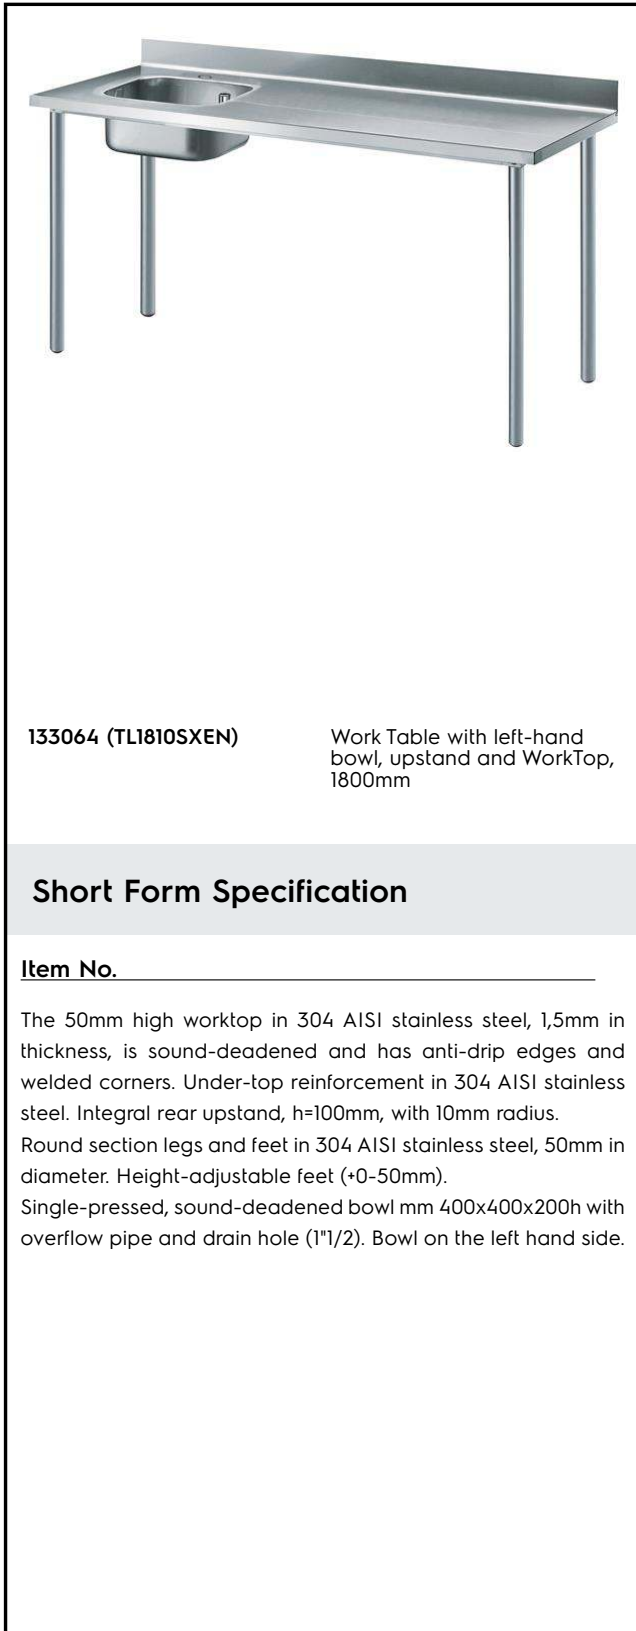 133064 (TL1810SXEN)
Work Table with left-hand
bowl, upstand and WorkTop,
1800mm
Short Form Specification
Item No.
The 50mm high worktop in 304 AISI stainless steel, 1,5mm in
thickness, is sound-deadened and has anti-drip edges and
welded corners. Under-top reinforcement in 304 AISI stainless
steel. Integral rear upstand, h=100mm, with 10mm radius.
Round section legs and feet in 304 AISI stainless steel, 50mm in
diameter. Height-adjustable feet (+0-50mm).
Single-pressed, sound-deadened bowl mm 400x400x200h with
overflow pipe and drain hole (1"1/2). Bowl on the left hand side.